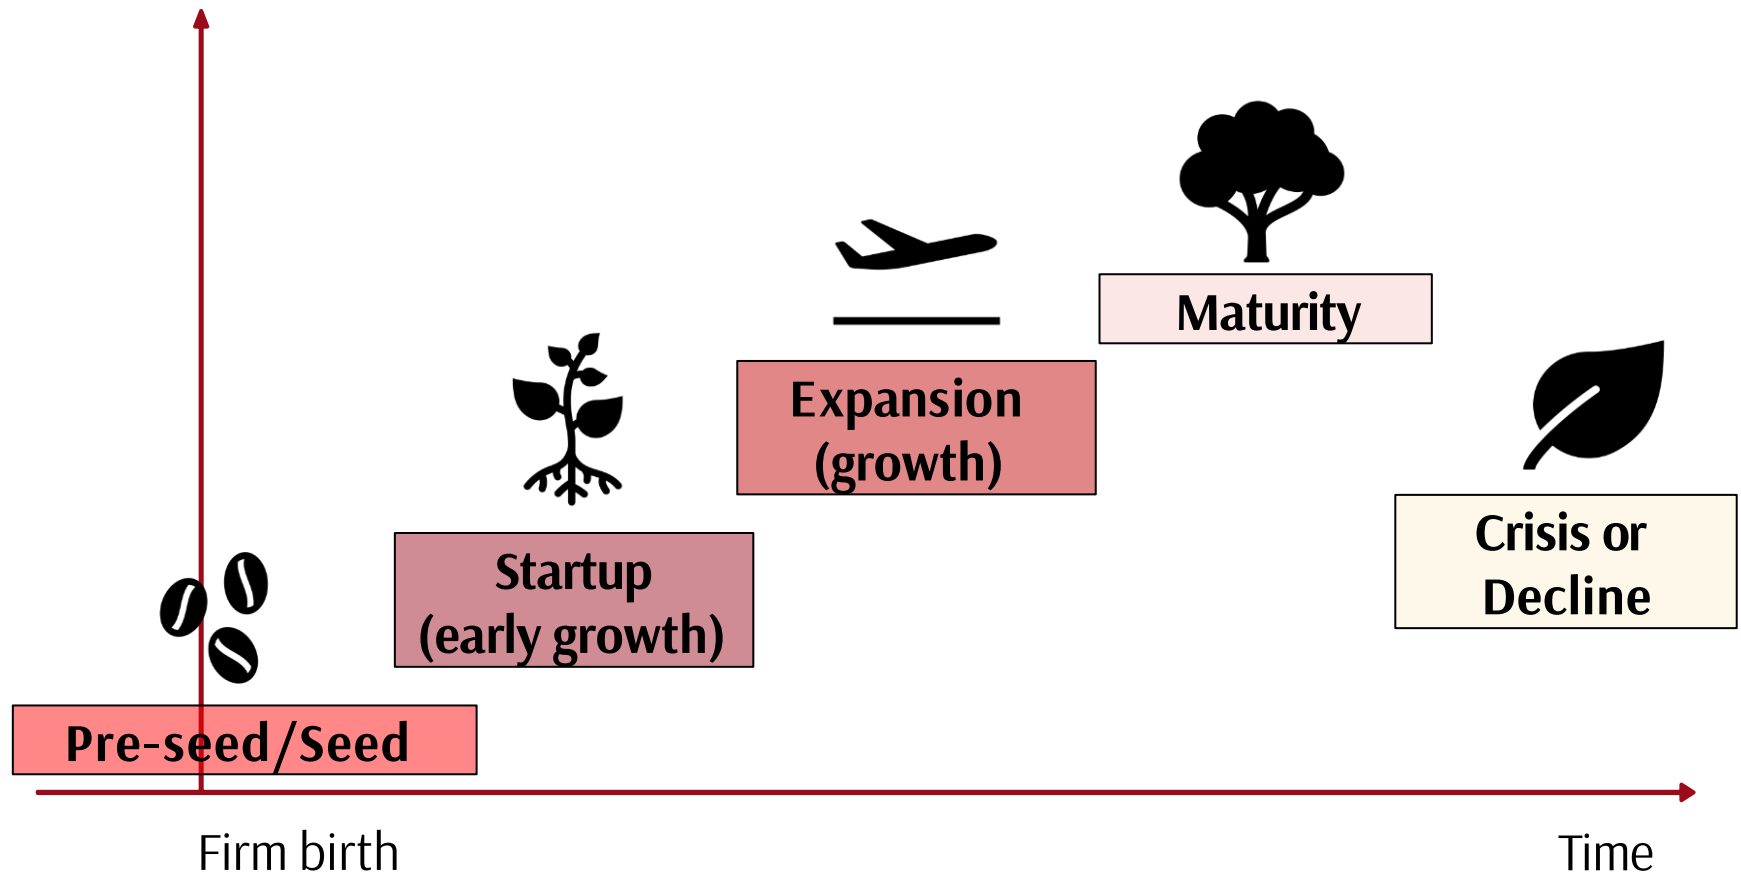 Maturity
Expansion
(growth)
Crisis or
Decline
Startup
(early growth)
Pre-seed/Seed
Firm birth
Time